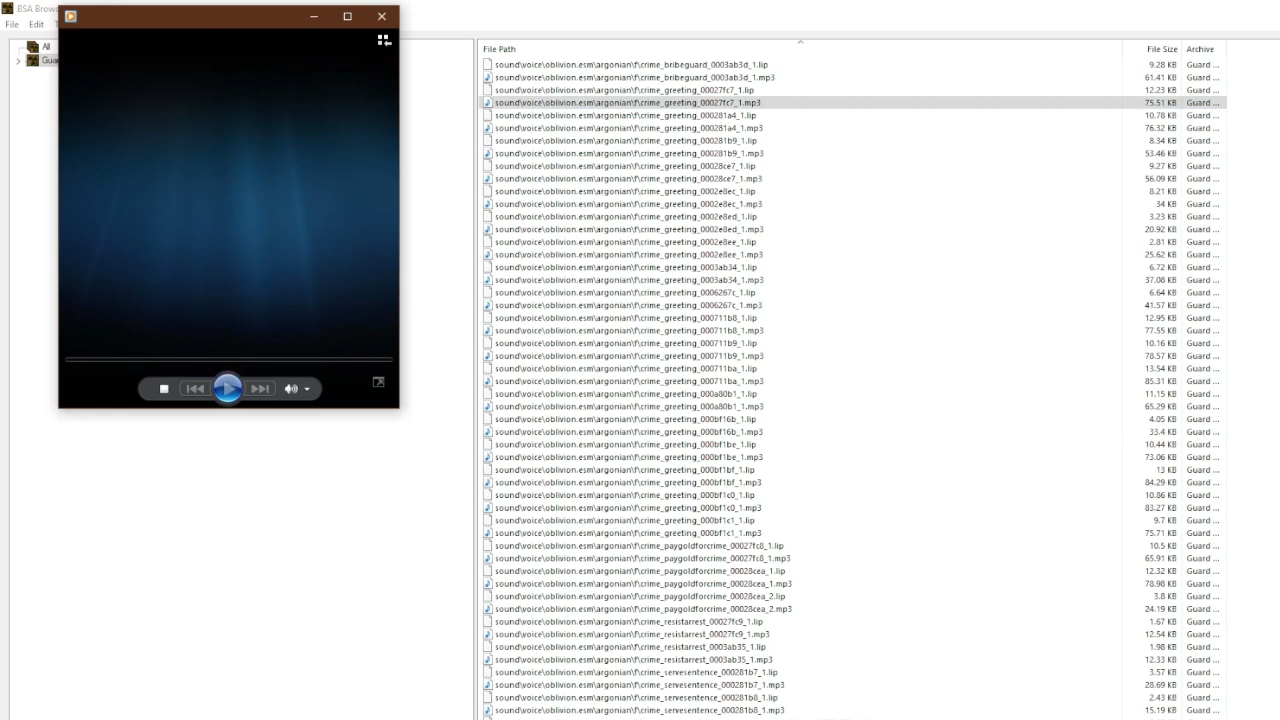 BSA Brows
File Edit
All
Guar
File Path File Size Archive
sound\voice\oblivion.esm\argonian\f\crime_bribeguard_0003ab3d_1.lip 9.28 KB Guard ...
sound\voice\oblivion.esm\argonian\f\crime_bribeguard_0003ab3d_1.mp3 61.41 KB Guard ...
sound\voice\oblivion.esm\argonian\f\crime_greeting_00027fc7_1.lip 12.23 KB Guard ...
sound\voice\oblivion.esm\argonian\f\crime_greeting_00027fc7_1.mp3 75.51 KB Guard ...
sound\voice\oblivion.esm\argonian\f\crime_greeting_000281a4_1.lip 10.78 KB Guard ...
sound\voice\oblivion.esm\argonian\f\crime_greeting_000281a4_1.mp3 76.32 KB Guard ...
sound\voice\oblivion.esm\argonian\f\crime_greeting_000281b9_1.lip 8.34 KB Guard ...
sound\voice\oblivion.esm\argonian\f\crime_greeting_000281b9_1.mp3 53.46 KB Guard ...
sound\voice\oblivion.esm\argonian\f\crime_greeting_00028ce7_1.lip 9.27 KB Guard ...
sound\voice\oblivion.esm\argonian\f\crime_greeting_00028ce7_1.mp3 56.09 KB Guard ...
sound\voice\oblivion.esm\argonian\f\crime_greeting_0002e8ec_1.lip 8.21 KB Guard ...
sound\voice\oblivion.esm\argonian\f\crime_greeting_0002e8ec_1.mp3 34 KB Guard ...
sound\voice\oblivion.esm\argonian\f\crime_greeting_0002e8ed_1.lip 3.23 KB Guard ...
sound\voice\oblivion.esm\argonian\f\crime_greeting_0002e8ed_1.mp3 20.92 KB Guard ...
sound\voice\oblivion.esm\argonian\f\crime_greeting_0002e8ee_1.lip 2.81 KB Guard ...
sound\voice\oblivion.esm\argonian\f\crime_greeting_0002e8ee_1.mp3 25.62 KB Guard ...
sound\voice\oblivion.esm\argonian\f\crime_greeting_0003ab34_1.lip 6.72 KB Guard ...
sound\voice\oblivion.esm\argonian\f\crime_greeting_0003ab34_1.mp3 37.08 KB Guard ...
sound\voice\oblivion.esm\argonian\f\crime_greeting_0006267c_1.lip 6.64 KB Guard ...
sound\voice\oblivion.esm\argonian\f\crime_greeting_0006267c_1.mp3 41.57 KB Guard ...
sound\voice\oblivion.esm\argonian\f\crime_greeting_000711b8_1.lip 12.95 KB Guard ...
sound\voice\oblivion.esm\argonian\f\crime_greeting_000711b8_1.mp3 77.55 KB Guard ...
sound\voice\oblivion.esm\argonian\f\crime_greeting_000711b9_1.lip 10.16 KB Guard ...
sound\voice\oblivion.esm\argonian\f\crime_greeting_000711b9_1.mp3 78.57 KB Guard ...
sound\voice\oblivion.esm\argonian\f\crime_greeting_000711ba_1.lip 13.54 KB Guard ...
sound\voice\oblivion.esm\argonian\f\crime_greeting_000711ba_1.mp3 85.31 KB Guard ...
sound\voice\oblivion.esm\argonian\f\crime_greeting_000a80b1_1.lip 11.15 KB Guard ...
sound\voice\oblivion.esm\argonian\f\crime_greeting_000a80b1_1.mp3 65.29 KB Guard ...
sound\voice\oblivion.esm\argonian\f\crime_greeting_000bf16b_1.lip 4.05 KB Guard ...
sound\voice\oblivion.esm\argonian\f\crime_greeting_000bf16b_1.mp3 33.4 KB Guard ...
sound\voice\oblivion.esm\argonian\f\crime_greeting_000bf1be_1.lip 10.44 KB Guard ...
sound\voice\oblivion.esm\argonian\f\crime_greeting_000bf1be_1.mp3 73.06 KB Guard ...
sound\voice\oblivion.esm\argonian\f\crime_greeting_000bf1bf_1.lip 13 KB Guard ...
sound\voice\oblivion.esm\argonian\f\crime_greeting_000bf1bf_1.mp3 84.29 KB Guard ...
sound\voice\oblivion.esm\argonian\f\crime_greeting_000bf1c0_1.lip 10.86 KB Guard ...
sound\voice\oblivion.esm\argonian\f\crime_greeting_000bf1c0_1.mp3 83.27 KB Guard ...
sound\voice\oblivion.esm\argonian\f\crime_greeting_000bf1c1_1.lip 9.7 KB Guard ...
sound\voice\oblivion.esm\argonian\f\crime_greeting_000bf1c1_1.mp3 75.71 KB Guard ...
sound\voice\oblivion.esm\argonian\f\crime_paygoldforcrime_00027fc8_1.lip 10.5 KB Guard ...
sound\voice\oblivion.esm\argonian\f\crime_paygoldforcrime_00027fc8_1.mp3 65.91 KB Guard ...
sound\voice\oblivion.esm\argonian\f\crime_paygoldforcrime_00028cea_1.lip 12.32 KB Guard ...
sound\voice\oblivion.esm\argonian\f\crime_paygoldforcrime_00028cea_1.mp3 78.98 KB Guard ...
sound\voice\oblivion.esm\argonian\f\crime_paygoldforcrime_00028cea_2.lip 3.8 KB Guard ...
sound\voice\oblivion.esm\argonian\f\crime_paygoldforcrime_00028cea_2.mp3 24.19 KB Guard ...
sound\voice\oblivion.esm\argonian\f\crime_resistarrest_00027fc9_1.lip 1.67 KB Guard ...
sound\voice\oblivion.esm\argonian\f\crime_resistarrest_00027fc9_1.mp3 12.54 KB Guard ...
sound\voice\oblivion.esm\argonian\f\crime_resistarrest_0003ab35_1.lip 1.98 KB Guard ...
sound\voice\oblivion.esm\argonian\f\crime_resistarrest_0003ab35_1.mp3 12.33 KB Guard ...
sound\voice\oblivion.esm\argonian\f\crime_servesentence_000281b7_1.lip 3.57 KB Guard ...
sound\voice\oblivion.esm\argonian\f\crime_servesentence_000281b7_1.mp3 28.69 KB Guard ...
sound\voice\oblivion.esm\argonian\f\crime_servesentence_000281b8_1.lip 2.43 KB Guard ...
sound\voice\oblivion.esm\argonian\f\crime_servesentence_000281b8_1.mp3 15.19 KB Guard ...